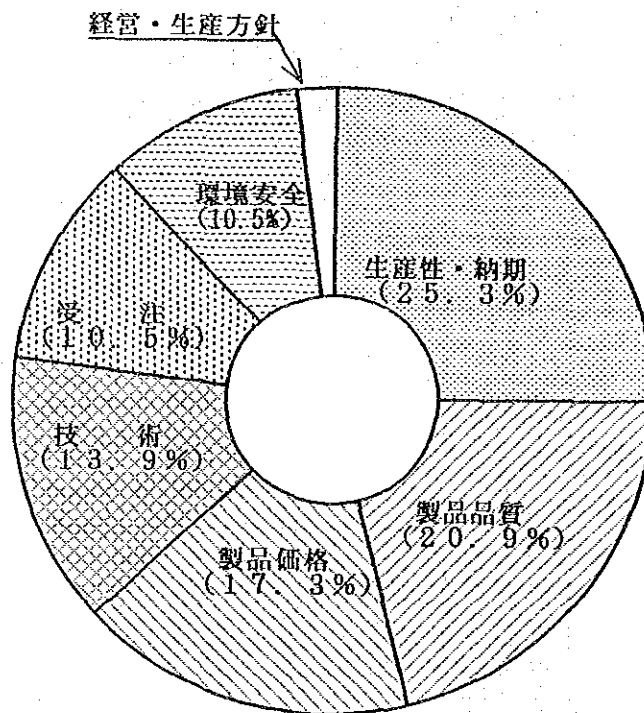 経営・生産方針
生産性・納期
(25.3%)
製品品質
(20.9%)
製品価格
(17.3%)
技 術
(13.9%)
受 注
(10.5%)
環境安全
(10.5%)